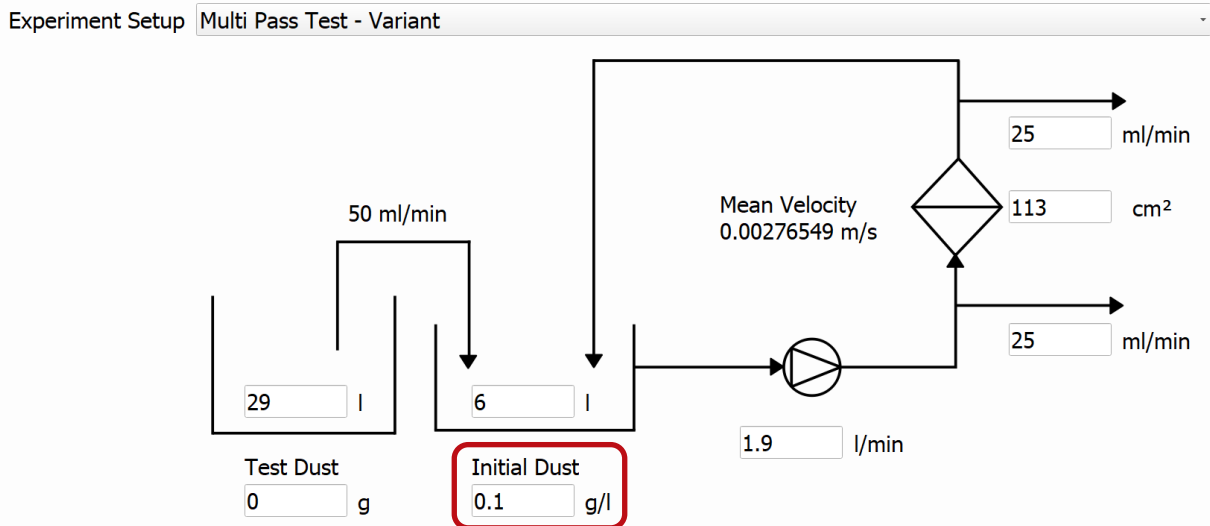 Experiment Setup Multi Pass Test - Variant
25 ml/min
50 ml/min
Mean Velocity
0.00276549 m/s
113 cm²
25 ml/min
29 l
6 l
1.9 l/min
Test Dust
0 g
Initial Dust
0.1 g/l